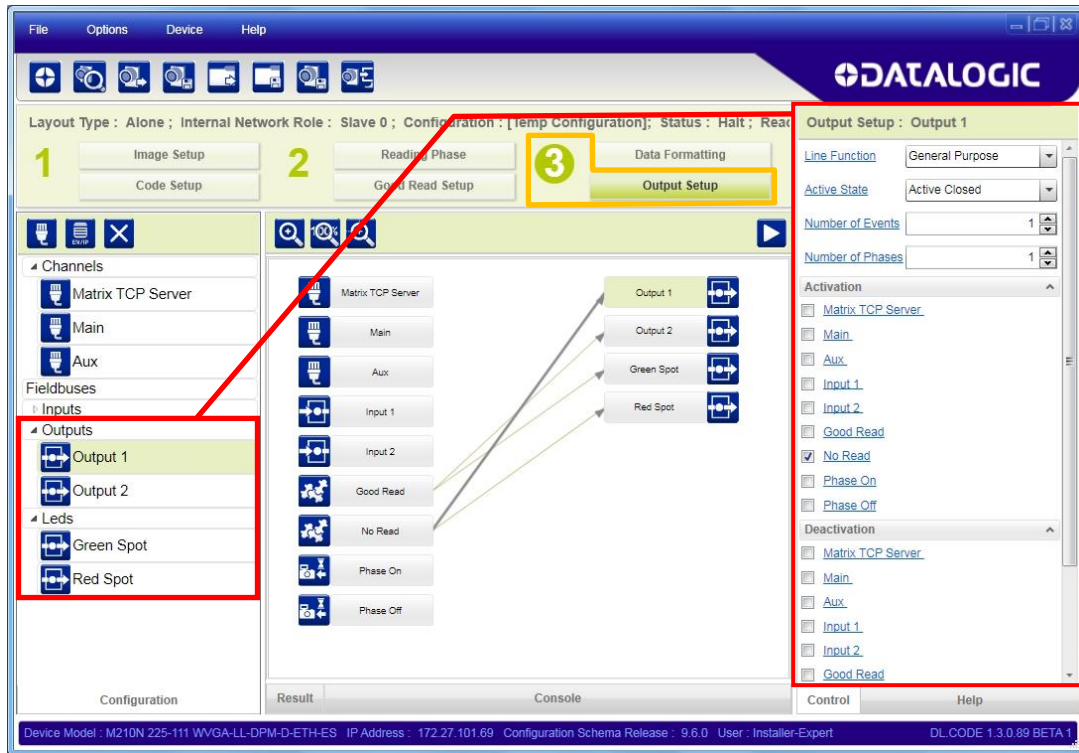 File Options Device Help
DATALOGIC
Layout Type : Alone ; Internal Network Role : Slave 0 ; Configuration : [Temp Configuration]; Status : Halt ; Read
1 Image Setup
Code Setup
2 Reading Phase
Good Read Setup
3 Data Formatting
Output Setup
Channels
Matrix TCP Server
Main
Aux
Fieldbuses
Inputs
Outputs
Output 1
Output 2
Leds
Green Spot
Red Spot
Configuration
Matrix TCP Server
Main
Aux
Input 1
Input 2
Good Read
No Read
Phase On
Phase Off
Output 1
Output 2
Green Spot
Red Spot
Result Console
Output Setup : Output 1
Line Function General Purpose
Active State Active Closed
Number of Events 1
Number of Phases 1
Activation
Matrix TCP Server
Main
Aux
Input 1
Input 2
Good Read
No Read
Phase On
Phase Off
Deactivation
Matrix TCP Server
Main
Aux
Input 1
Input 2
Good Read
Control Help
Device Model : M210N 225-111 WVGA-LL-DPM-D-ETH-ES IP Address : 172.27.101.69 Configuration Schema Release : 9.6.0 User : Installer-Expert DL.CODE 1.3.0.89 BETA 1